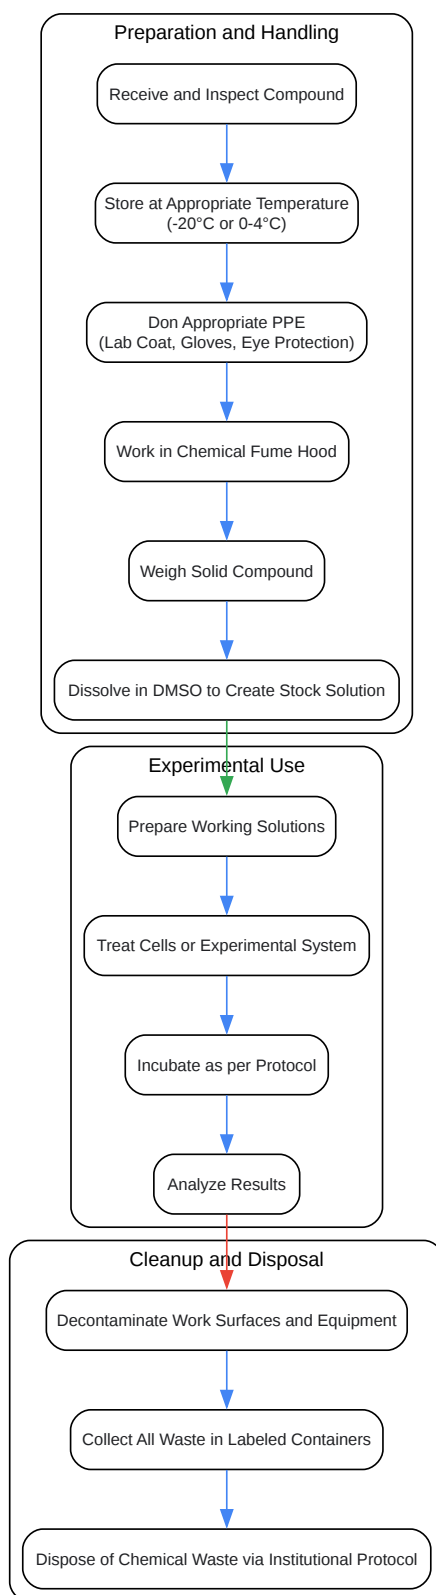 Preparation and Handling
Receive and Inspect Compound
Store at Appropriate Temperature
(-20°C or 0-4°C)
Don Appropriate PPE
(Lab Coat, Gloves, Eye Protection)
Work in Chemical Fume Hood
Weigh Solid Compound
Dissolve in DMSO to Create Stock Solution
Experimental Use
Prepare Working Solutions
Treat Cells or Experimental System
Incubate as per Protocol
Analyze Results
Cleanup and Disposal
Decontaminate Work Surfaces and Equipment
Collect All Waste in Labeled Containers
Dispose of Chemical Waste via Institutional Protocol